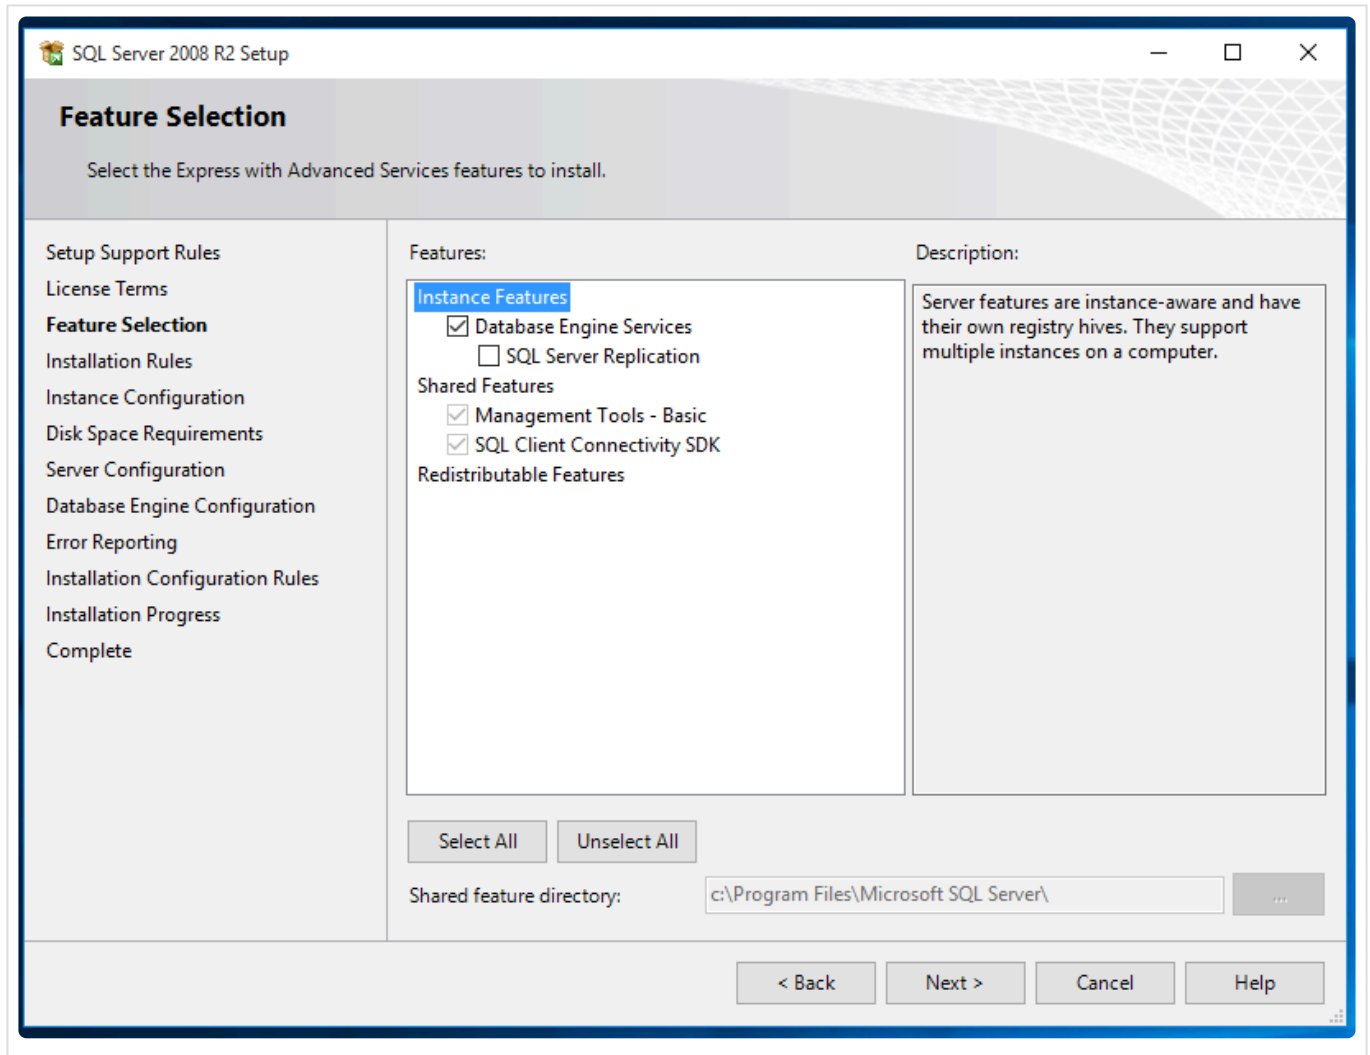 SQL Server 2008 R2 Setup
Feature Selection
Select the Express with Advanced Services features to install.
Setup Support Rules
License Terms
Feature Selection
Installation Rules
Instance Configuration
Disk Space Requirements
Server Configuration
Database Engine Configuration
Error Reporting
Installation Configuration Rules
Installation Progress
Complete
Features:
Instance Features
Database Engine Services
SQL Server Replication
Shared Features
Management Tools - Basic
SQL Client Connectivity SDK
Redistributable Features
Description:
Server features are instance-aware and have
their own registry hives. They support
multiple instances on a computer.
Select All
Unselect All
Shared feature directory:
c:\Program Files\Microsoft SQL Server\
...
< Back
Next >
Cancel
Help